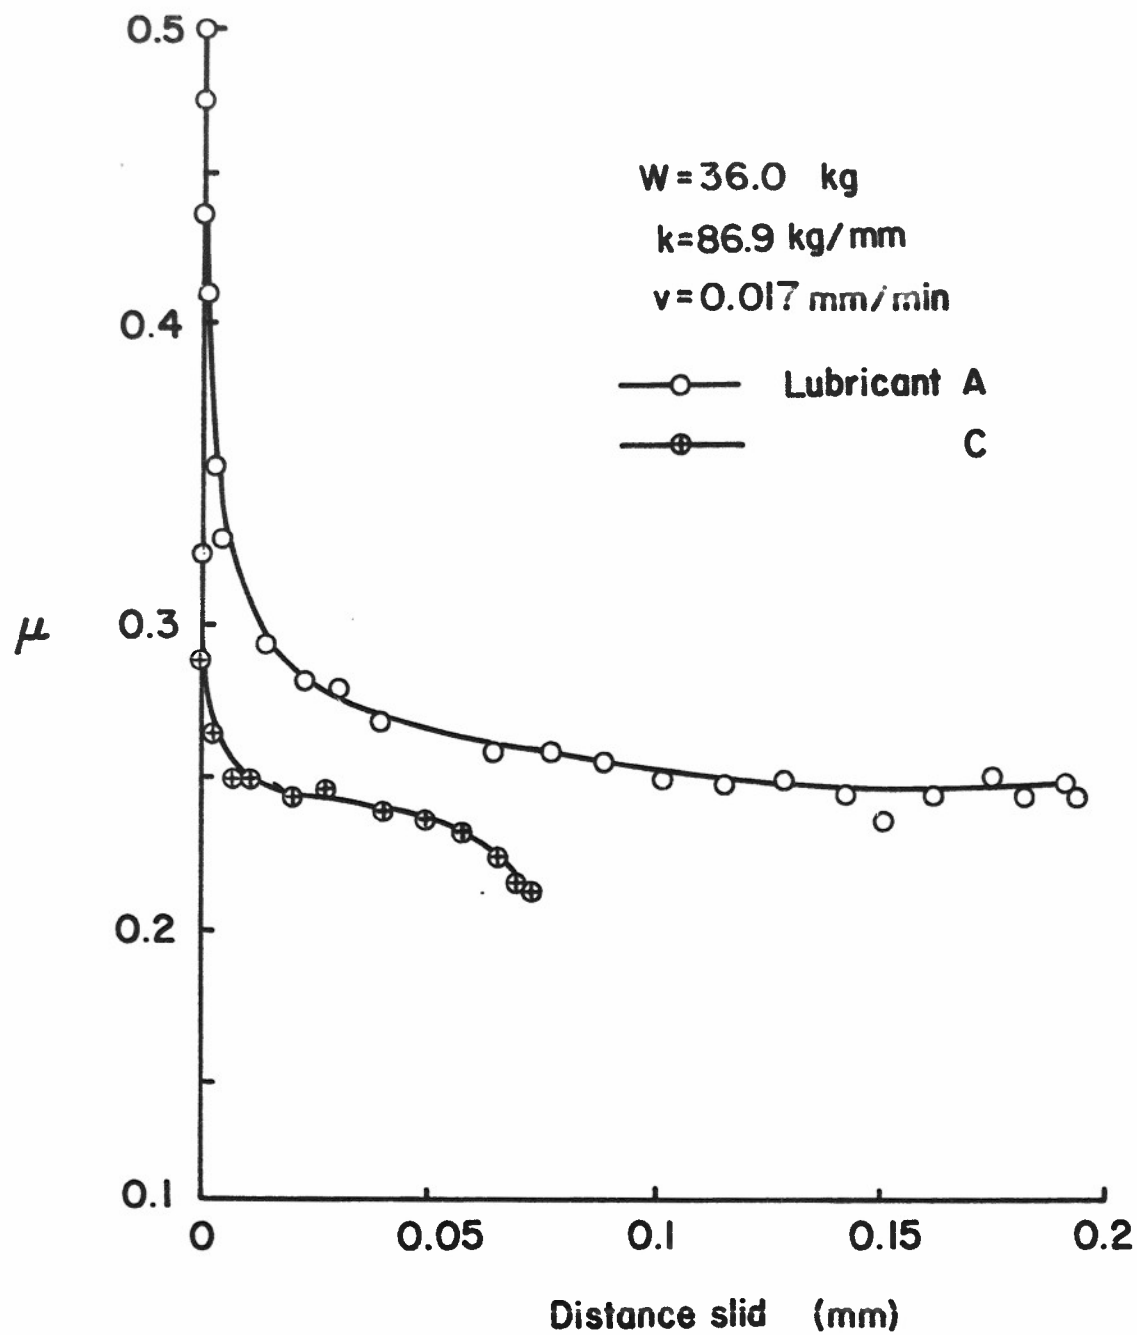 0.5
W=36.0 kg
k=86.9 kg/mm
v=0.017 mm/min
0.4
Lubricant A
C
0.3
μ
0.2
0.1
0 0.05 0.1 0.15 0.2
Distance slid (mm)